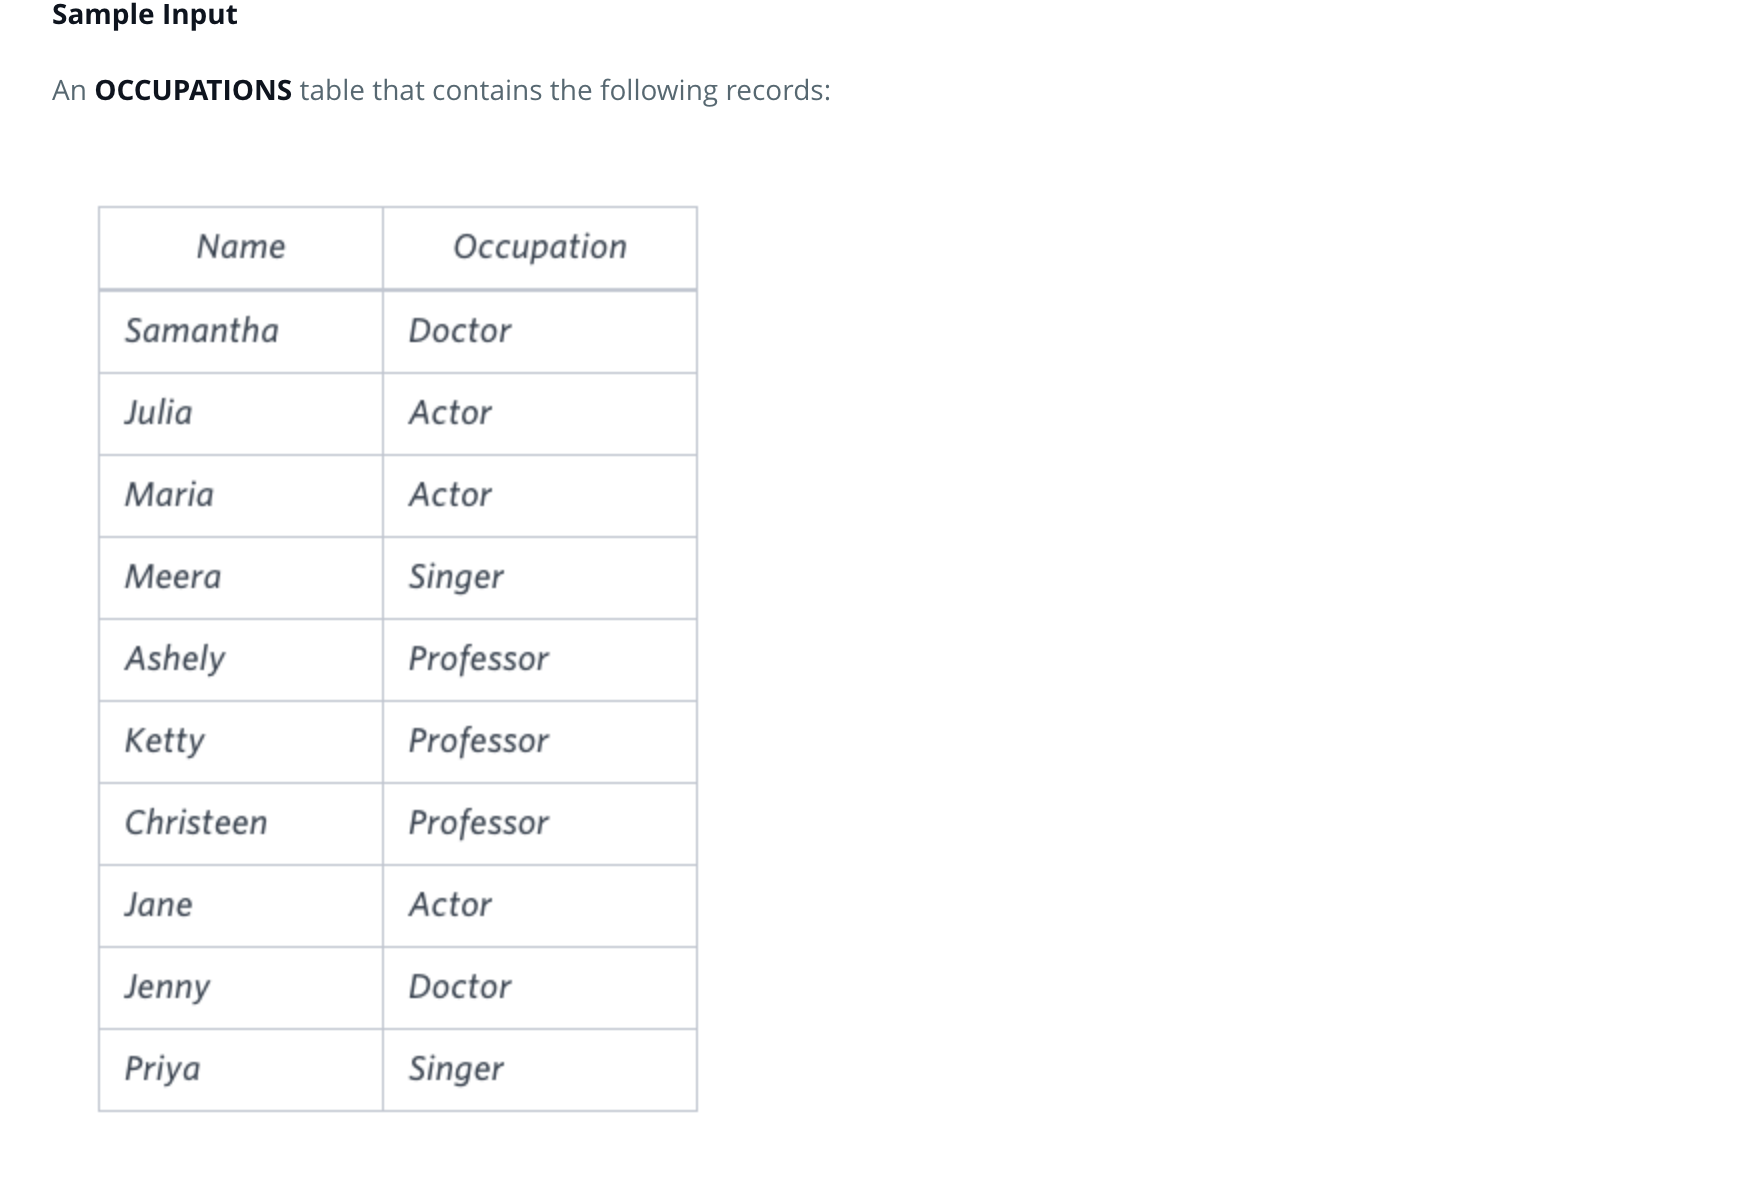 Sample Input
An OCCUPATIONS table that contains the following records:
Name Occupation
Samantha Doctor
Julia Actor
Maria Actor
Meera Singer
Ashely Professor
Ketty Professor
Christeen Professor
Jane Actor
Jenny Doctor
Priya Singer